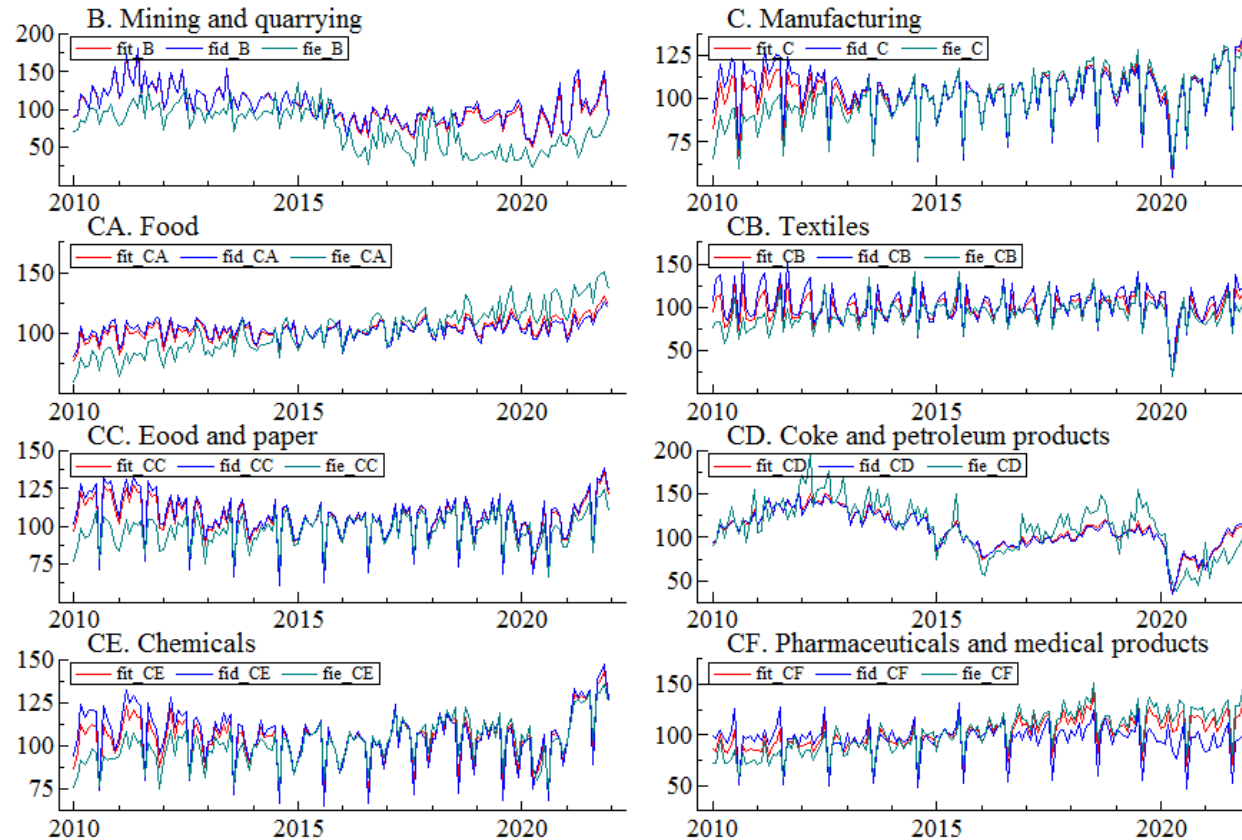 B. Mining and quarrying
fit_B fid_B fie_B
200
150
100
50
2010 2015 2020
C. Manufacturing
fit_C fid_C fie_C
125
100
75
2010 2015 2020
CA. Food
fit_CA fid_CA fie_CA
150
100
2010 2015 2020
CB. Textiles
fit_CB fid_CB fie_CB
150
100
50
2010 2015 2020
CC. Eood and paper
fit_CC fid_CC fie_CC
150
125
100
75
2010 2015 2020
CD. Coke and petroleum products
fit_CD fid_CD fie_CD
200
150
100
50
2010 2015 2020
CE. Chemicals
fit_CE fid_CE fie_CE
150
125
100
75
2010 2015 2020
CF. Pharmaceuticals and medical products
fit_CF fid_CF fie_CF
150
100
50
2010 2015 2020